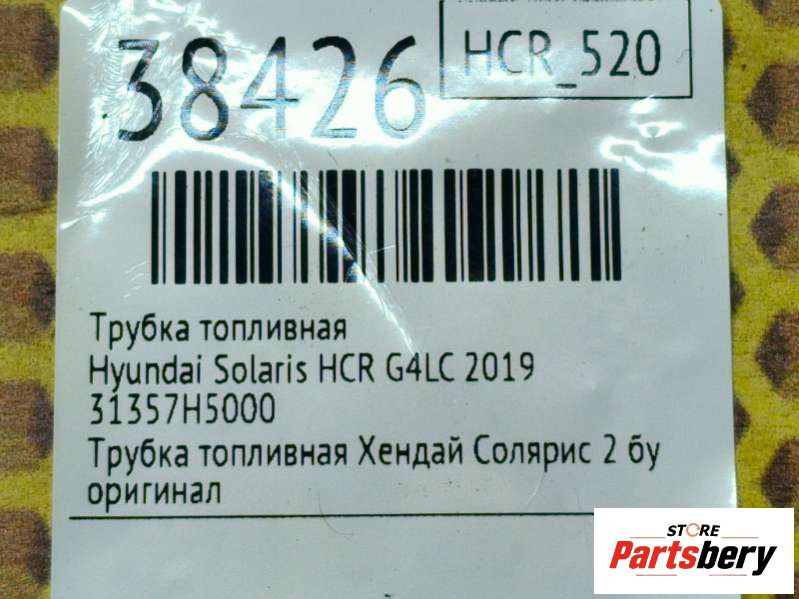 38426
HCR_520
Трубка топливная
Hyundai Solaris HCR G4LC 2019
31357H5000
Трубка топливная Хендай Солярис 2 бу
оригинал
STORE
Partsbery